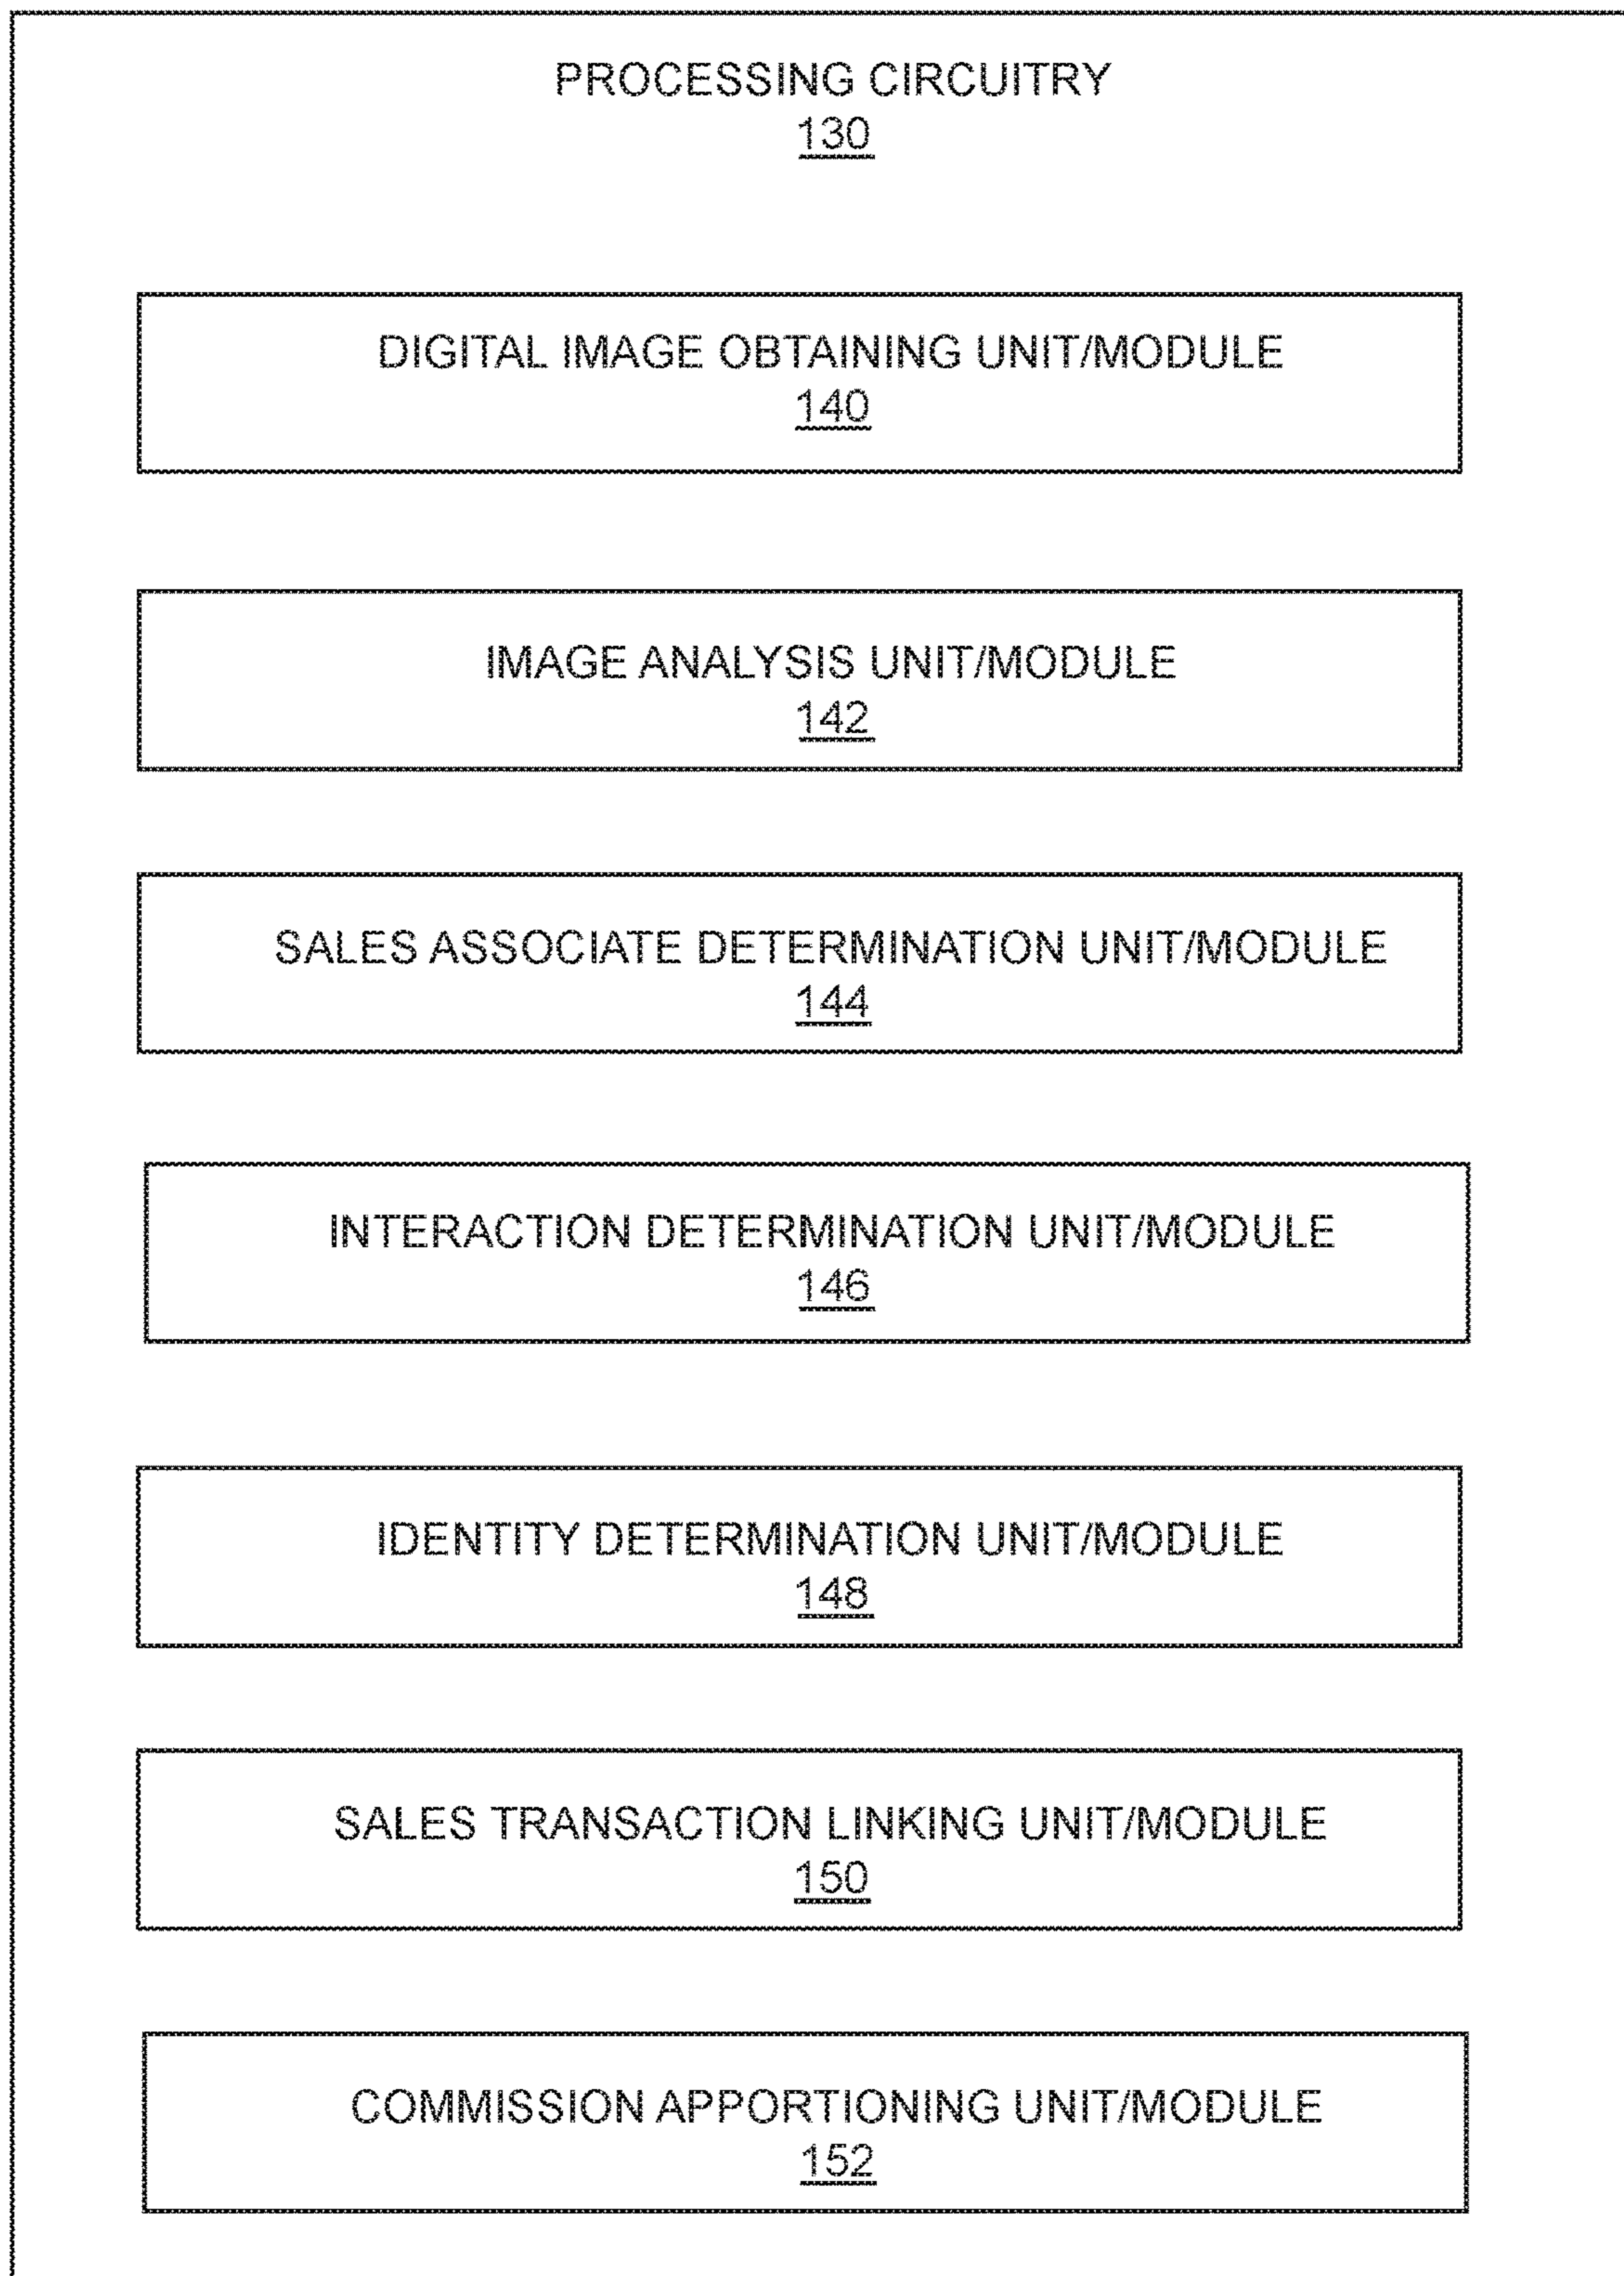 PROCESSING CIRCUITRY
130
DIGITAL IMAGE OBTAINING UNIT/MODULE
140
IMAGE ANALYSIS UNIT/MODULE
142
SALES ASSOCIATE DETERMINATION UNIT/MODULE
144
INTERACTION DETERMINATION UNIT/MODULE
146
IDENTITY DETERMINATION UNIT/MODULE
148
SALES TRANSACTION LINKING UNIT/MODULE
150
COMMISSION APPORTIONING UNIT/MODULE
152